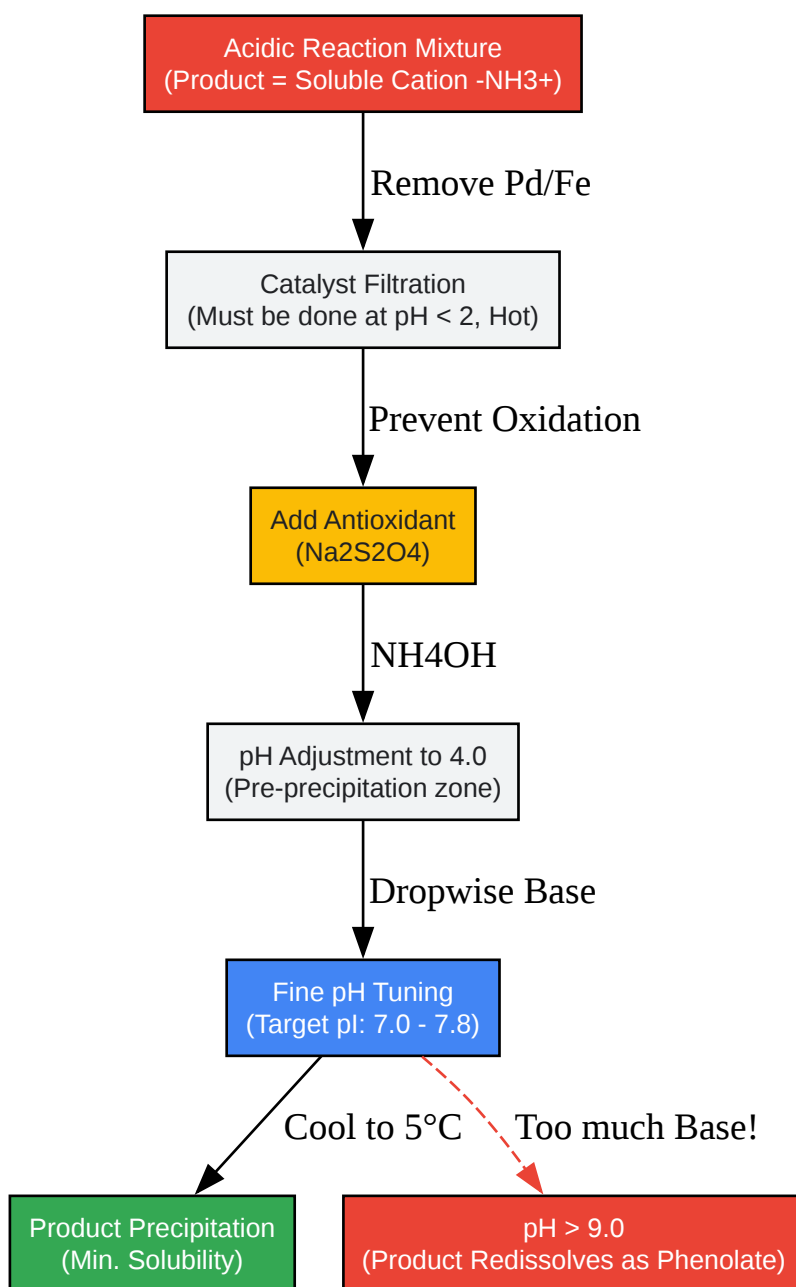 Acidic Reaction Mixture
(Product = Soluble Cation -NH3+)
Remove Pd/Fe
Catalyst Filtration
(Must be done at pH < 2, Hot)
Prevent Oxidation
Add Antioxidant
(Na2S2O4)
NH4OH
pH Adjustment to 4.0
(Pre-precipitation zone)
Dropwise Base
Fine pH Tuning
(Target pI: 7.0 - 7.8)
Cool to 5°C
Too much Base!
Product Precipitation
(Min. Solubility)
pH > 9.0
(Product Redissolves as Phenolate)